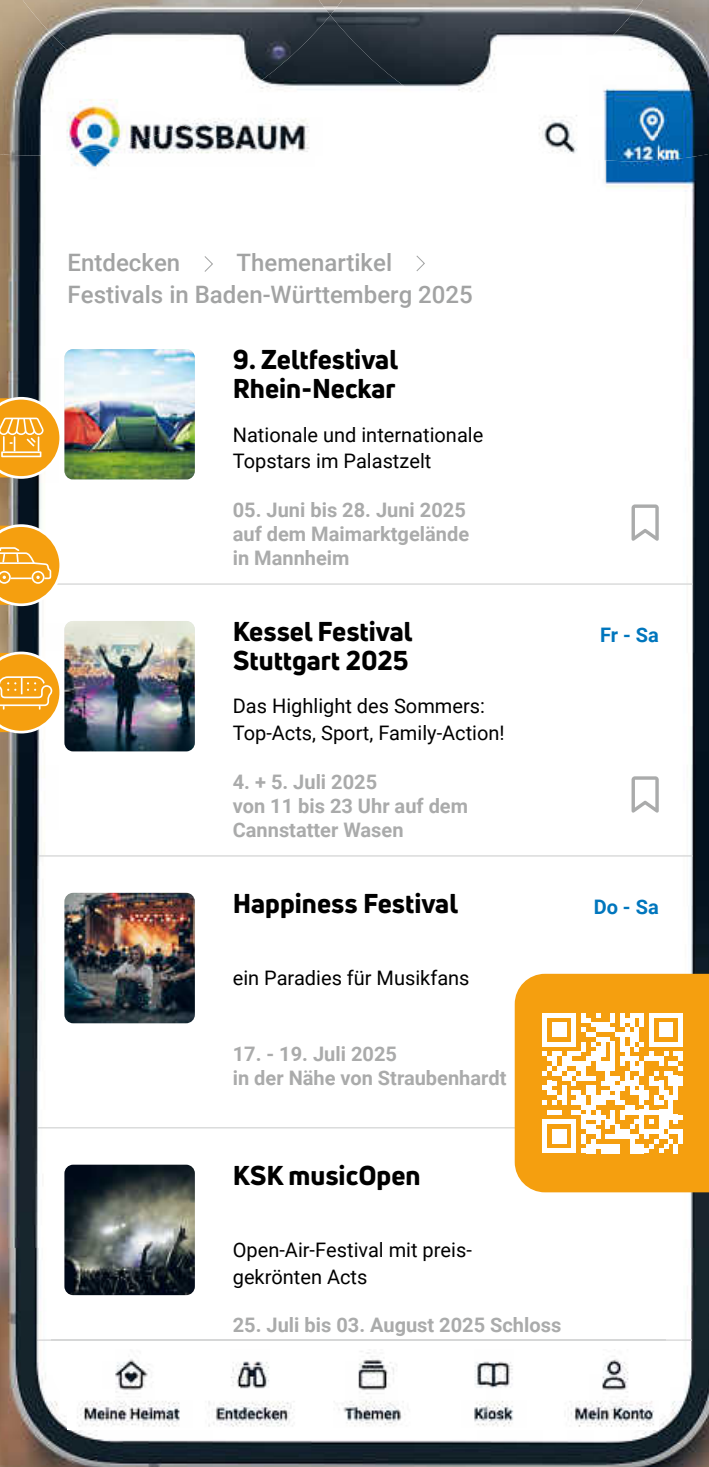 NUSSBAUM
+12 km
Entdecken > Themenartikel >
Festivals in Baden-Württemberg 2025
9. Zeltfestival
Rhein-Neckar
Nationale und internationale
Topstars im Palastzelt
05. Juni bis 28. Juni 2025
auf dem Maimarktgelände
in Mannheim
Kessel Festival
Stuttgart 2025
Fr - Sa
Das Highlight des Sommers:
Top-Acts, Sport, Family-Action!
4. + 5. Juli 2025
von 11 bis 23 Uhr auf dem
Cannstatter Wasen
Happiness Festival
Do - Sa
ein Paradies für Musikfans
17. - 19. Juli 2025
in der Nähe von Straubenhardt
KSK musicOpen
Open-Air-Festival mit preis-
gekrönten Acts
25. Juli bis 03. August 2025 Schloss
Meine Heimat Entdecken Themen Kiosk Mein Konto